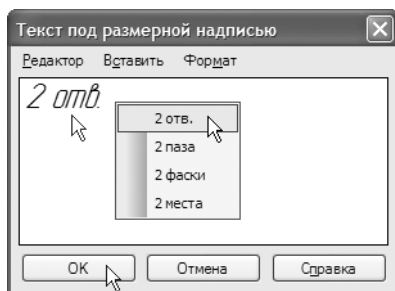 Текст под размерной надписью
Редактор Вставить Формат
2 отв.
2 отв.
2 паза
2 фаски
2 места
OK Отмена Справка